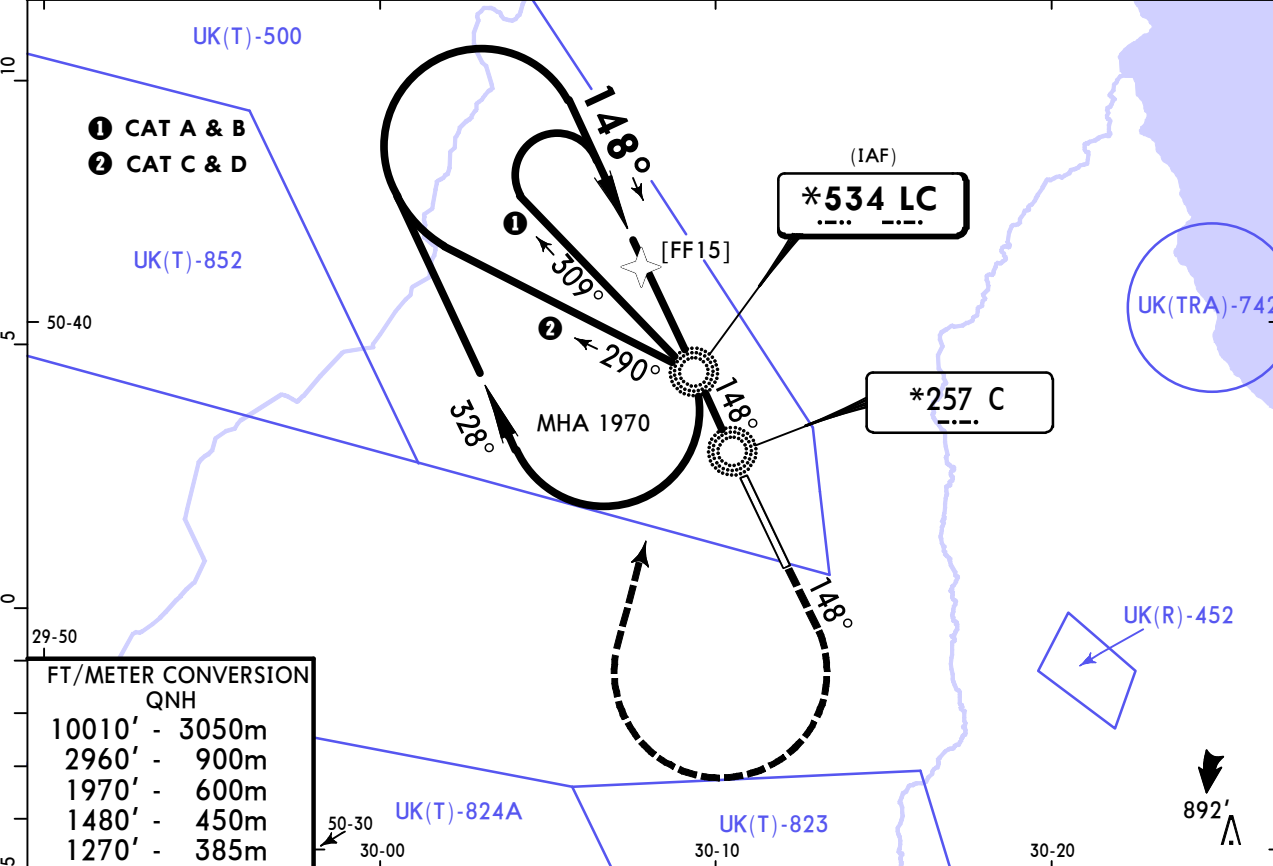 UK(T)-500
10
❶ CAT A & B
❷ CAT C & D
148°
(IAF)
*534 LC
UK(T)-852
❶
309°
[FF15]
UK(TRA)-742
50-40
5
❷
290°
148°
*257 C
328°
MHA 1970
0
148°
29-50
UK(R)-452
FT/METER CONVERSION
QNH
10010' - 3050m
2960' - 900m
1970' - 600m
1480' - 450m
1270' - 385m
UK(T)-824A
UK(T)-823
50-30
892'
5
30-00
30-10
30-20